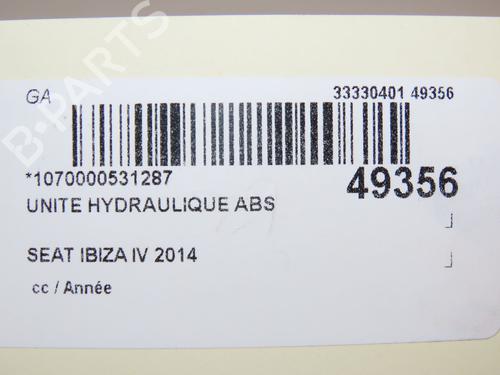 GA 33330401 49356
*1070000531287 49356
UNITE HYDRAULIQUE ABS
SEAT IBIZA IV 2014
cc / Année
B-PARTS